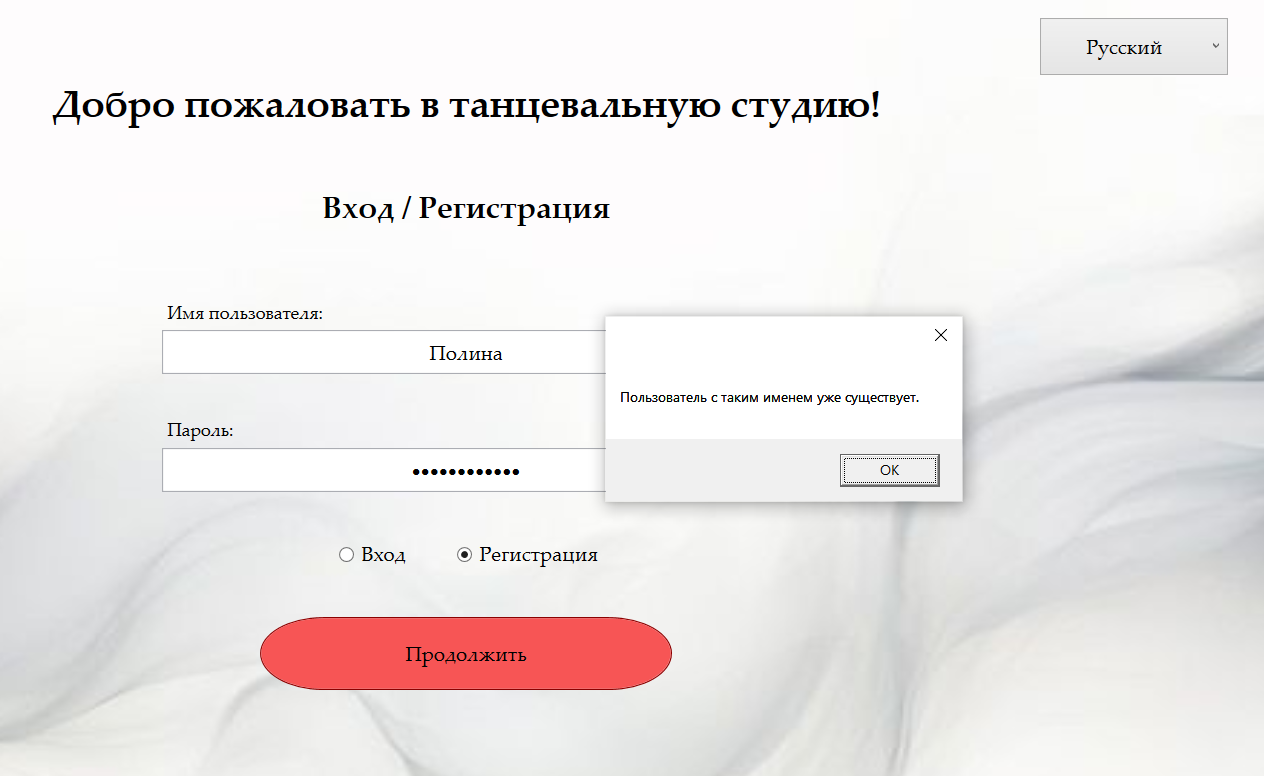 Русский
Добро пожаловать в танцевальную студию!
Вход / Регистрация
Имя пользователя:
Полина
Пользователь с таким именем уже существует.
Пароль:
••••••••••••
OK
Вход
Регистрация
Продолжить